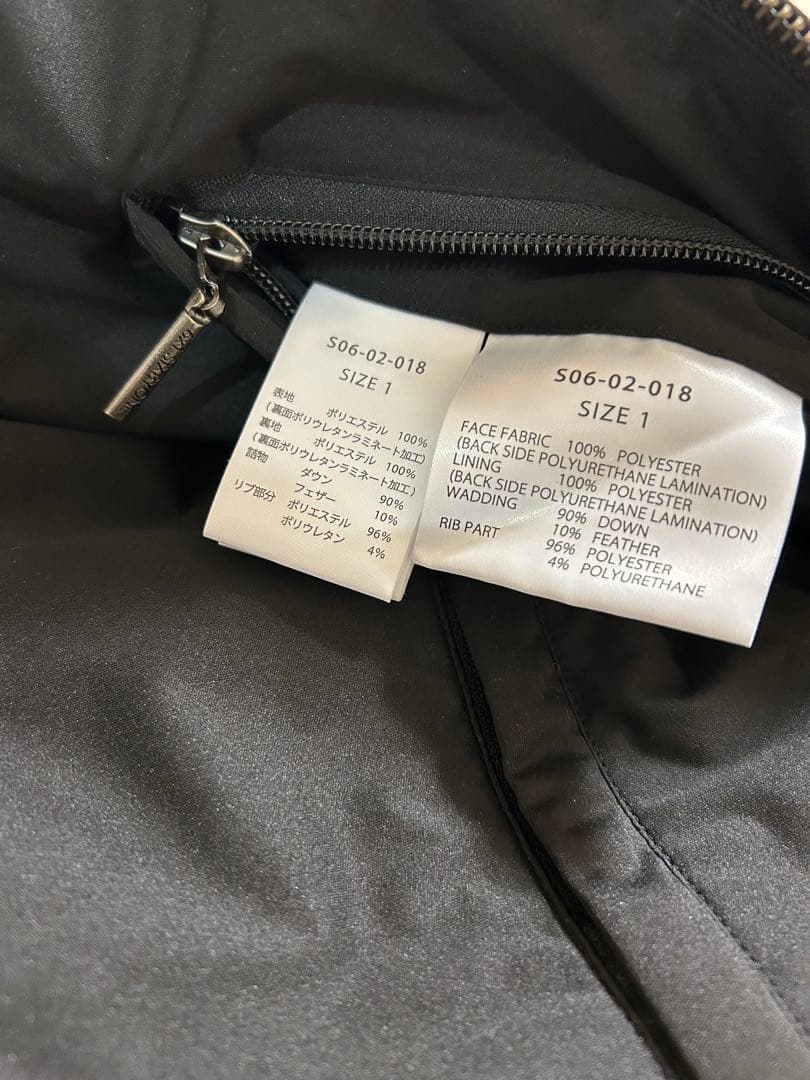 S06-02-018
SIZE 1
表地 ポリエステル 100%
(裏面ポリウレタンラミネート加工)
裏地 ポリエステル 100%
(裏面ポリウレタンラミネート加工)
詰物 ダウン 90%
フェザー 10%
リブ部分 ポリエステル 96%
ポリウレタン 4%
S06-02-018
SIZE 1
FACE FABRIC 100% POLYESTER
(BACK SIDE POLYURETHANE LAMINATION)
LINING 100% POLYESTER
(BACK SIDE POLYURETHANE LAMINATION)
WADDING 90% DOWN
10% FEATHER
RIB PART 96% POLYESTER
4% POLYURETHANE